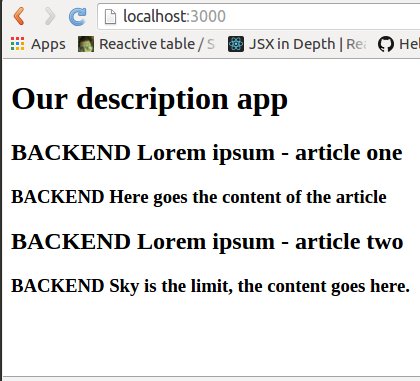 localhost:3000
Apps Reactive table / S JSX in Depth | Rea Hel
Our description app
BACKEND Lorem ipsum - article one
BACKEND Here goes the content of the article
BACKEND Lorem ipsum - article two
BACKEND Sky is the limit, the content goes here.